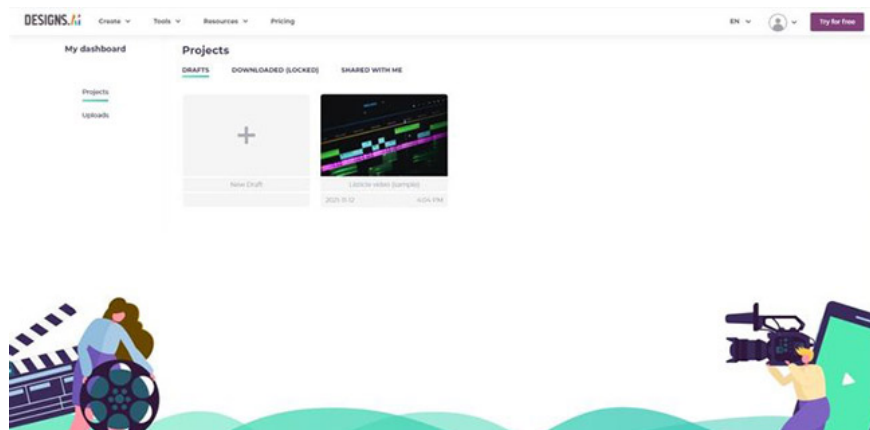 DESIGNS.Ai Create Tools Resources Pricing EN Try for free
My dashboard
Projects
Uploads
Projects
DRAFTS DOWNLOADED (LOCKED) SHARED WITH ME
New Draft
Listicle video (sample)
2025-11-12 4:04 PM